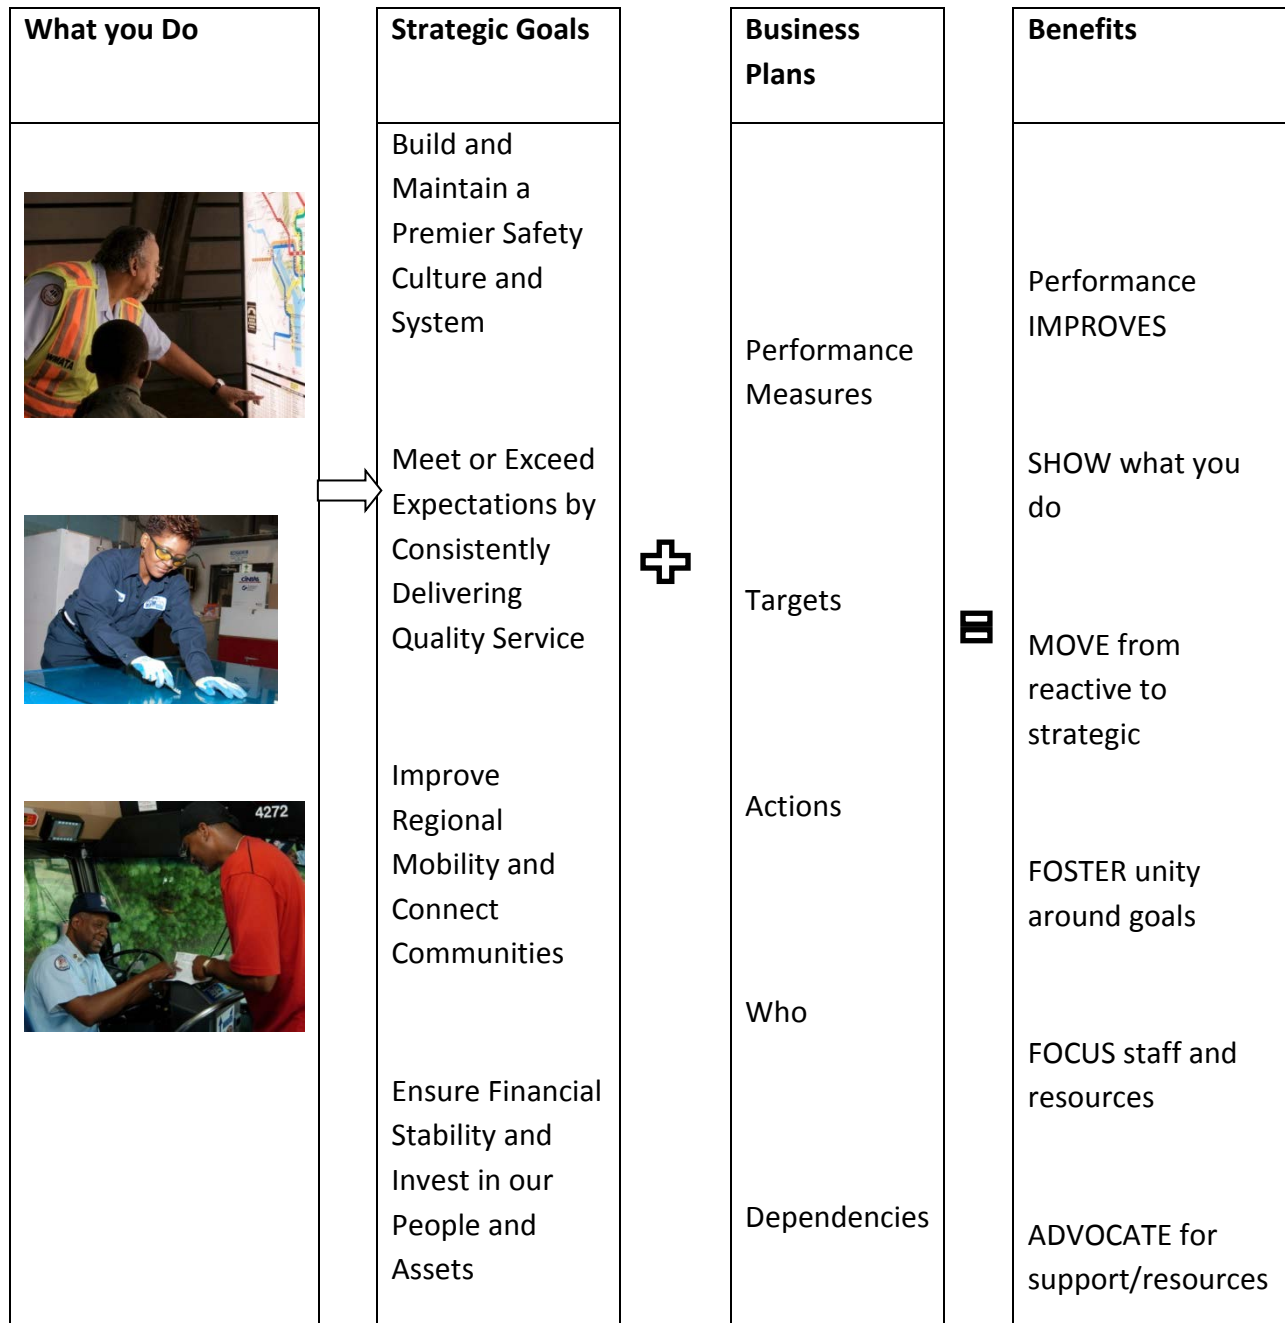 What you Do
Strategic Goals
Business
Plans
Benefits
WMATA
4272
Build and
Maintain a
Premier Safety
Culture and
System
Meet or Exceed
Expectations by
Consistently
Delivering
Quality Service
Improve
Regional
Mobility and
Connect
Communities
Ensure Financial
Stability and
Invest in our
People and
Assets
Performance
Measures
Targets
Actions
Who
Dependencies
Performance
IMPROVES
SHOW what you
do
MOVE from
reactive to
strategic
FOSTER unity
around goals
FOCUS staff and
resources
ADVOCATE for
support/resources